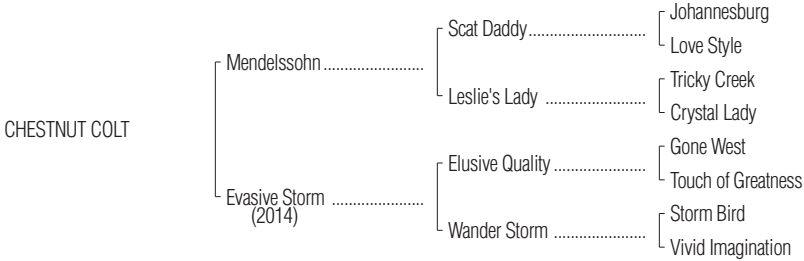 Johannesburg
Scat Daddy..............................
Love Style
Mendelssohn..........................
Tricky Creek
Leslie's Lady ..........................
Crystal Lady
CHESTNUT COLT
Gone West
Elusive Quality ........................
Touch of Greatness
Evasive Storm ........................
(2014)
Storm Bird
Wander Storm ........................
Vivid Imagination